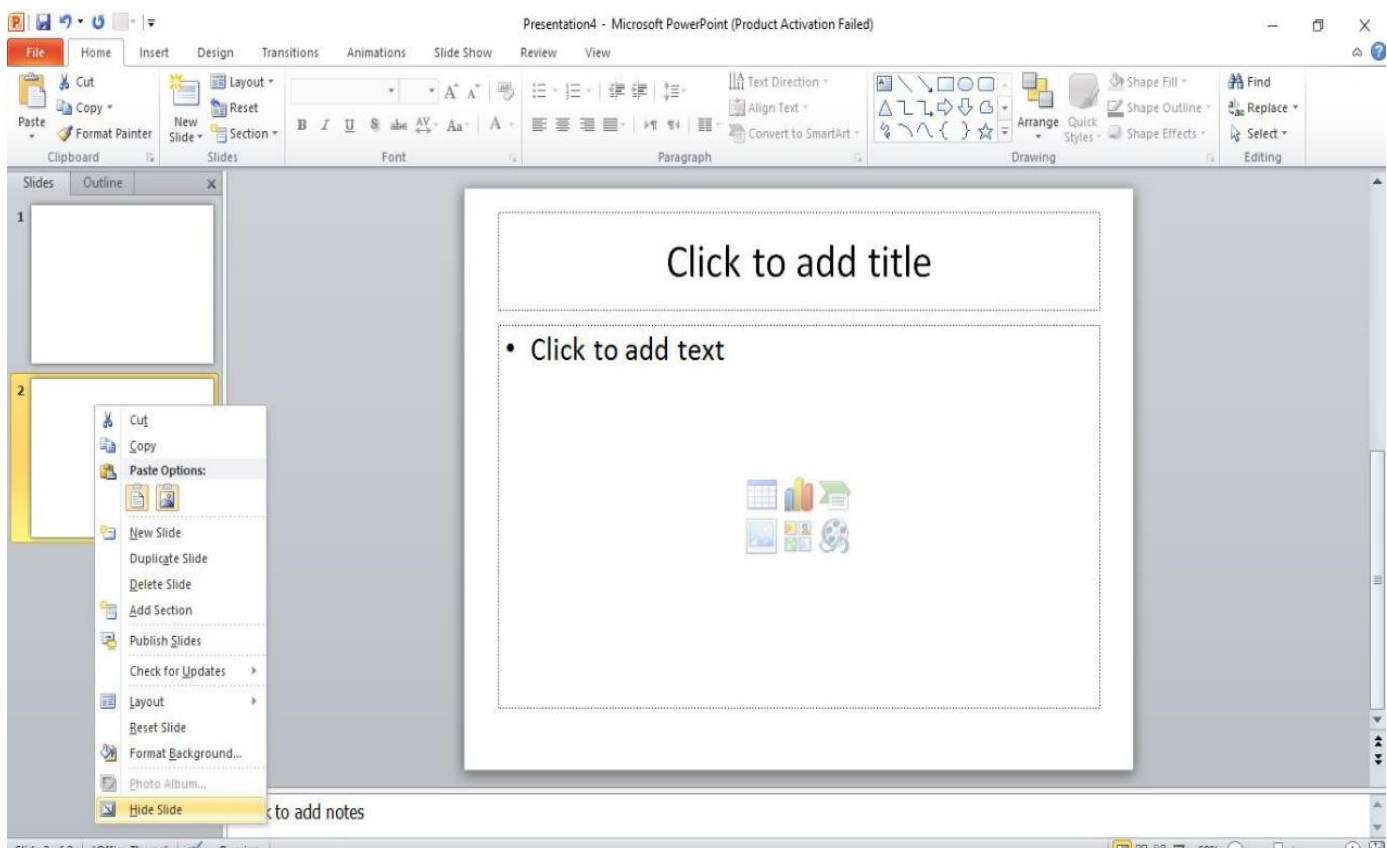 Presentation4 - Microsoft PowerPoint (Product Activation Failed)
File Home Insert Design Transitions Animations Slide Show Review View
Paste
Cut
Copy
Format Painter
Clipboard
New Slide
Layout
Reset
Section
Slides
B I U S abc AV Aa A
Font
Text Direction
Align Text
Convert to SmartArt
Paragraph
Arrange
Quick Styles
Shape Fill
Shape Outline
Shape Effects
Drawing
Find
Replace
Select
Editing
Slides Outline
1
2
Cut
Copy
Paste Options:
New Slide
Duplicate Slide
Delete Slide
Add Section
Publish Slides
Check for Updates
Layout
Reset Slide
Format Background...
Photo Album...
Hide Slide
Click to add title
• Click to add text
to add notes